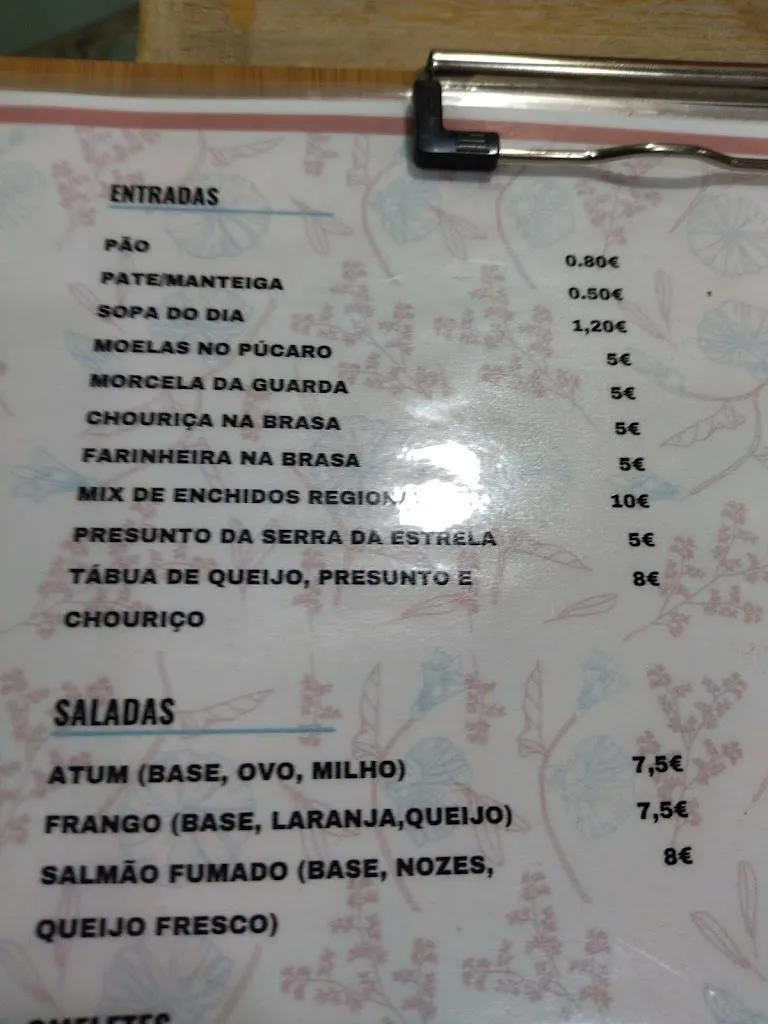 ENTRADAS
PÃO 0.80€
PATE/MANTEIGA 0.50€
SOPA DO DIA 1,20€
MOELAS NO PÚCARO 5€
MORCELA DA GUARDA 5€
CHOURIÇA NA BRASA 5€
FARINHEIRA NA BRASA 5€
MIX DE ENCHIDOS 10€
PRESUNTO DA SERRA DA ESTRELA 5€
TÁBUA DE QUEIJO, PRESUNTO E 8€
CHOURIÇO
SALADAS
ATUM (BASE, OVO, MILHO) 7,5€
FRANGO (BASE, LARANJA,QUEIJO) 7,5€
SALMÃO FUMADO (BASE, NOZES, 8€
QUEIJO FRESCO)